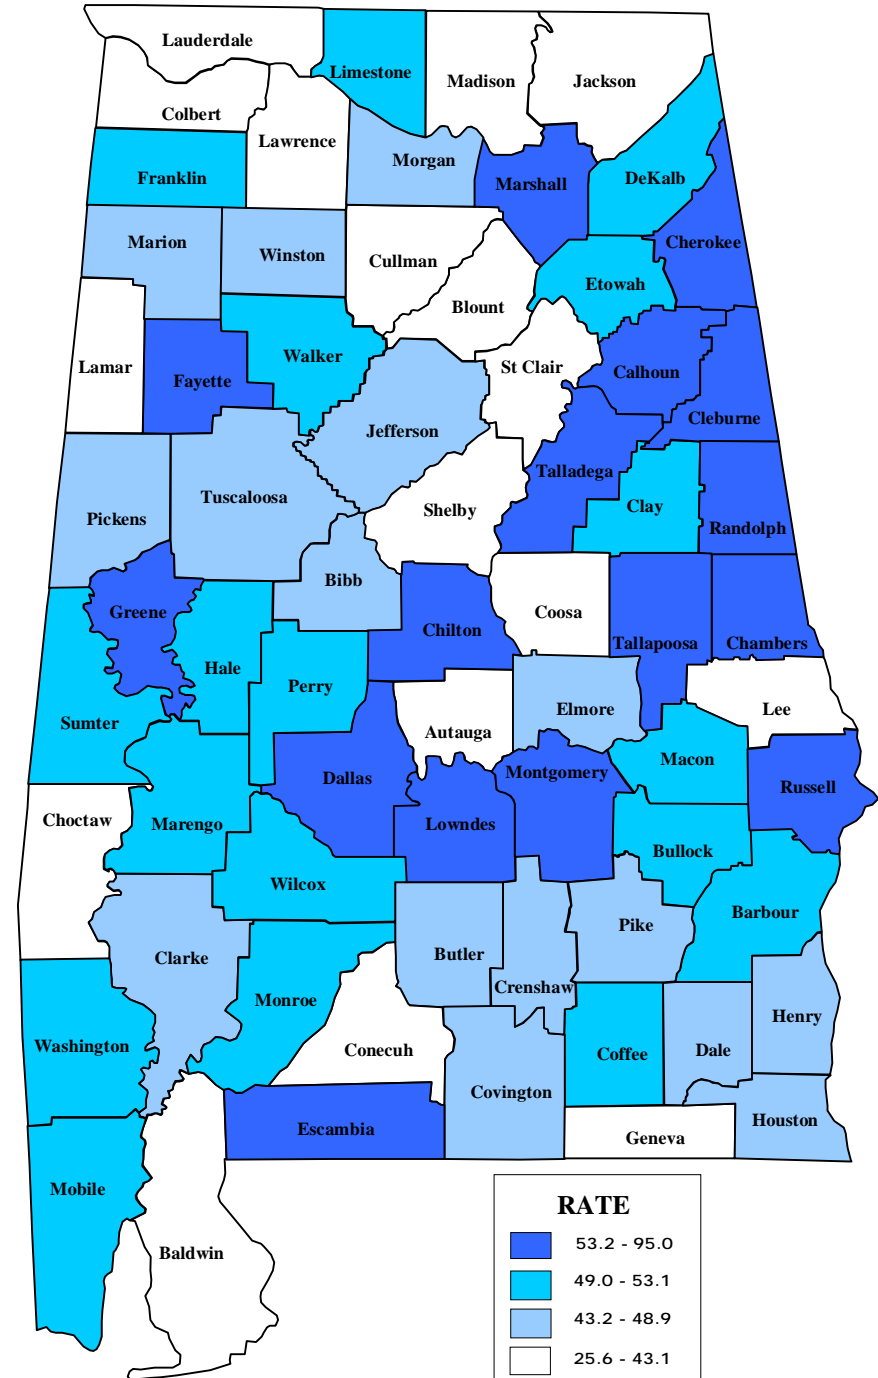 Lauderdale
Limestone
Madison
Jackson
Colbert
Lawrence
Morgan
Franklin
Marshall
DeKalb
Marion
Winston
Cullman
Cherokee
Etowah
Blount
Lamar
Walker
St Clair
Fayette
Calhoun
Cleburne
Jefferson
Talladega
Tuscaloosa
Shelby
Clay
Pickens
Randolph
Bibb
Greene
Coosa
Chilton
Tallapoosa
Chambers
Hale
Perry
Elmore
Lee
Sumter
Autauga
Macon
Dallas
Montgomery
Russell
Choctaw
Marengo
Lowndes
Bullock
Wilcox
Barbour
Pike
Clarke
Butler
Crenshaw
Monroe
Henry
Washington
Conecuh
Coffee
Dale
Covington
Escambia
Houston
Geneva
Mobile
Baldwin
RATE
53.2 - 95.0
49.0 - 53.1
43.2 - 48.9
25.6 - 43.1